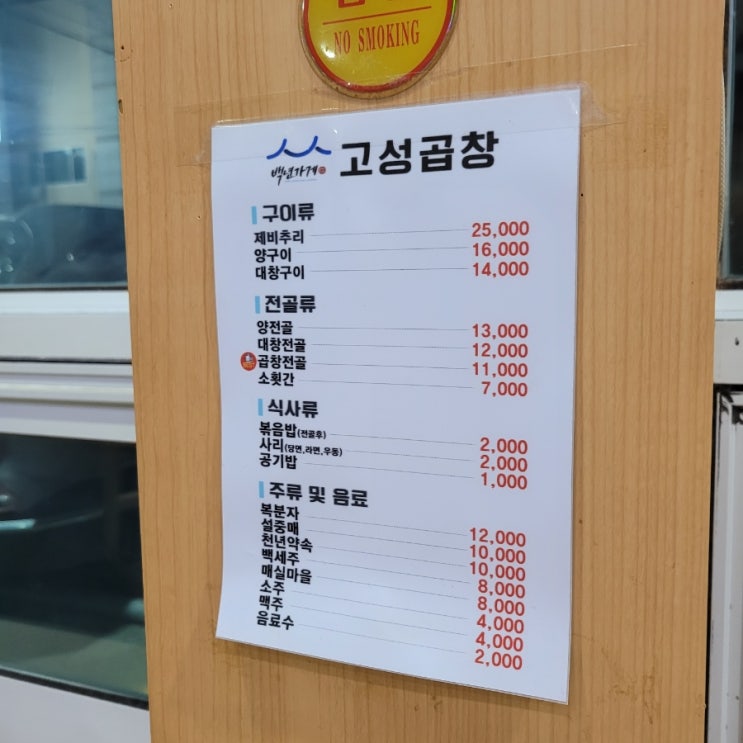 NO SMOKING
백년가게 고성곱창
구이류
제비추리 25,000
양구이 16,000
대창구이 14,000
전골류
양전골 13,000
대창전골 12,000
곱창전골 11,000
소횟간 7,000
식사류
볶음밥(전골후) 2,000
사리(당면,라면,우동) 2,000
공기밥 1,000
주류 및 음료
복분자 12,000
설중매 10,000
천년약속 10,000
백세주 8,000
매실마을 8,000
소주 4,000
맥주 4,000
음료수 2,000